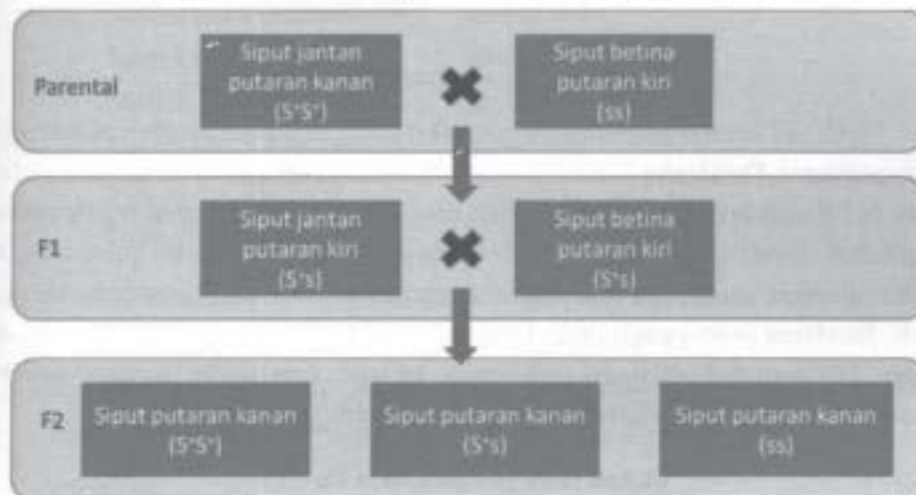 Parental
Siput jantan
putaran kanan
(S⁺S⁺)
Siput betina
putaran kiri
(ss)
F1
Siput jantan
putaran kiri
(S⁺s)
Siput betina
putaran kiri
(S⁺s)
F2
Siput putaran kanan
(S⁺S⁺)
Siput putaran kanan
(S⁺s)
Siput putaran kanan
(ss)